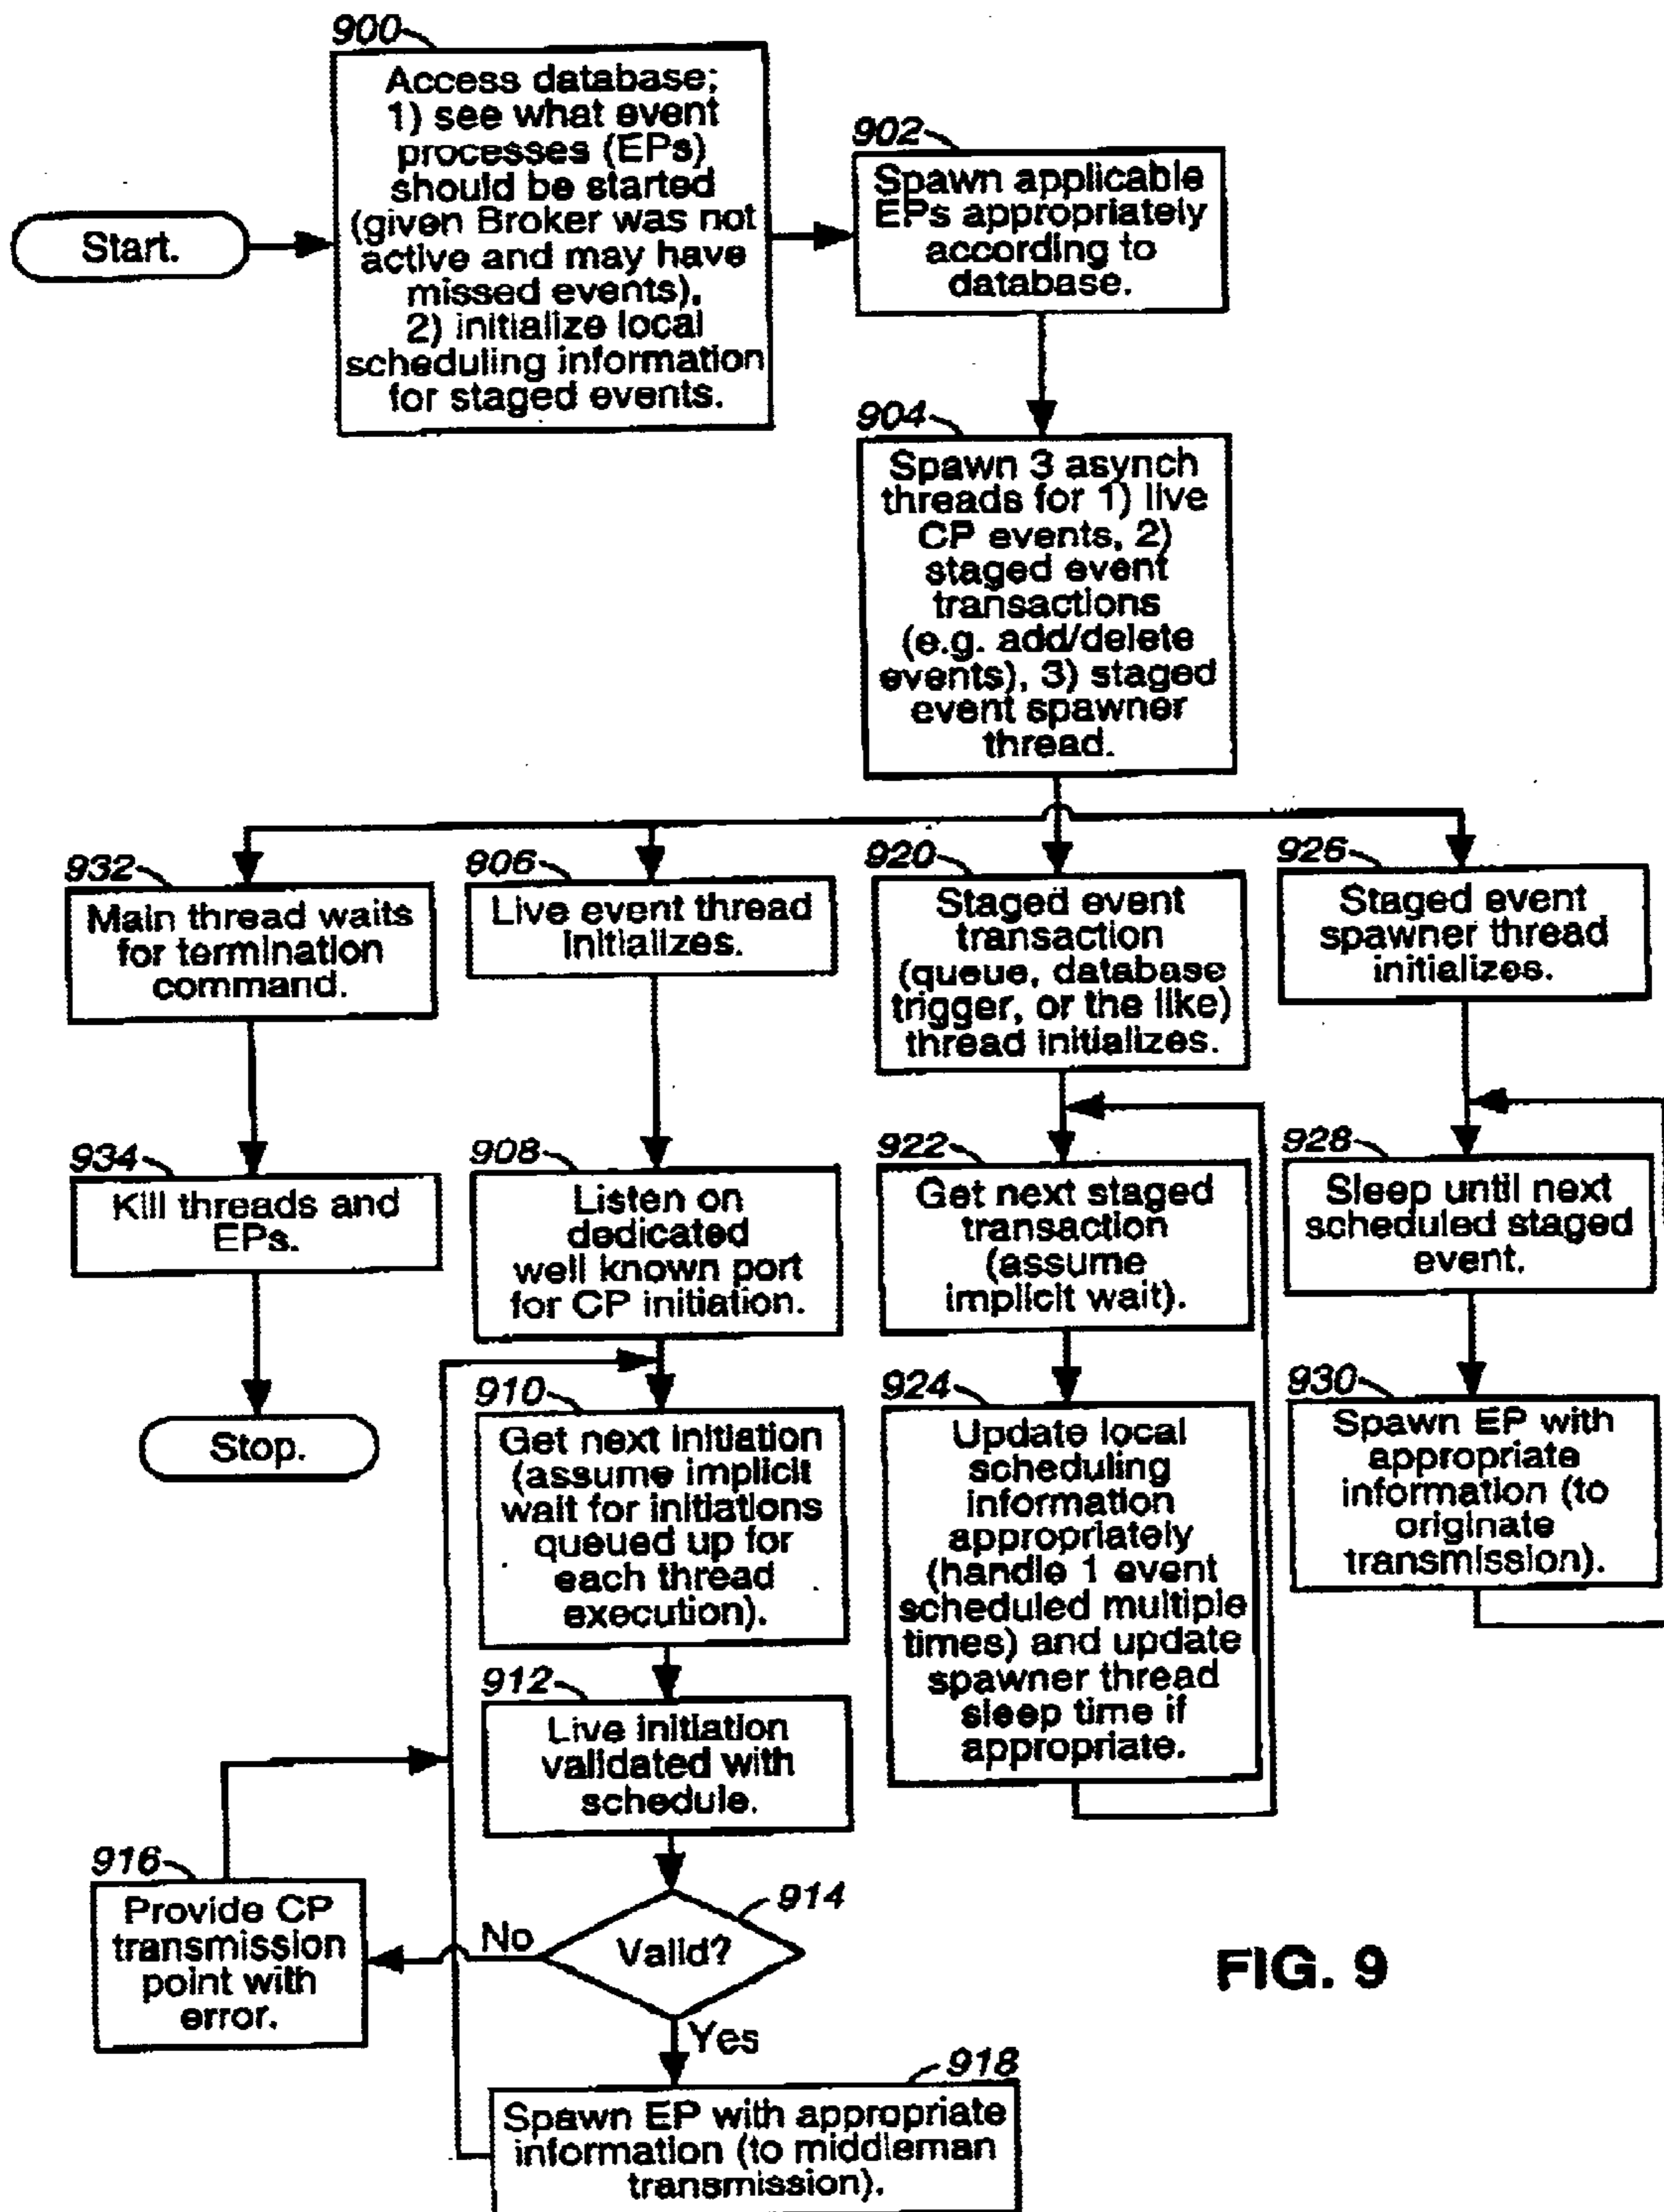 900
Access database;
1) see what event
processes (EPs)
should be started
(given Broker was not
active and may have
missed events),
2) initialize local
scheduling information
for staged events.
Start.
902
Spawn applicable
EPs appropriately
according to
database.
904
Spawn 3 asynch
threads for 1) live
CP events, 2)
staged event
transactions
(e.g. add/delete
events), 3) staged
event spawner
thread.
932
Main thread waits
for termination
command.
934
Kill threads and
EPs.
Stop.
906
Live event thread
initializes.
908
Listen on
dedicated
well known port
for CP initiation.
910
Get next initiation
(assume implicit
wait for initiations
queued up for
each thread
execution).
912
Live initiation
validated with
schedule.
914
Valid?
No
916
Provide CP
transmission
point with
error.
Yes
918
Spawn EP with appropriate
information (to middleman
transmission).
920
Staged event
transaction
(queue, database
trigger, or the like)
thread initializes.
922
Get next staged
transaction
(assume
implicit wait).
924
Update local
scheduling
information
appropriately
(handle 1 event
scheduled multiple
times) and update
spawner thread
sleep time if
appropriate.
926
Staged event
spawner thread
initializes.
928
Sleep until next
scheduled staged
event.
930
Spawn EP with
appropriate
information (to
originate
transmission).
FIG. 9